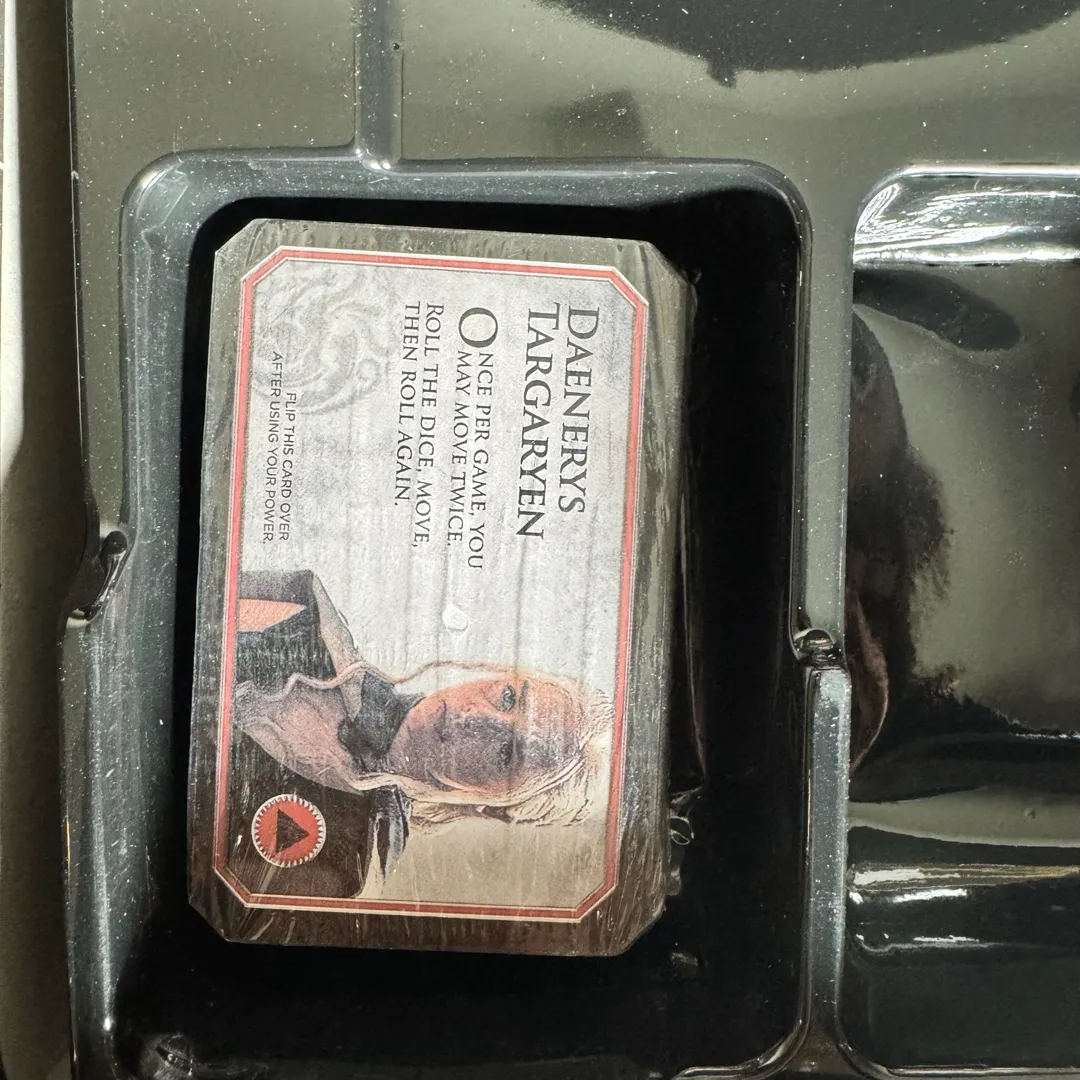 DAENERYS
TARGARYEN
ONCE PER GAME, YOU
MAY MOVE TWICE.
ROLL THE DICE, MOVE,
THEN ROLL AGAIN.
FLIP THIS CARD OVER
AFTER USING YOUR POWER.